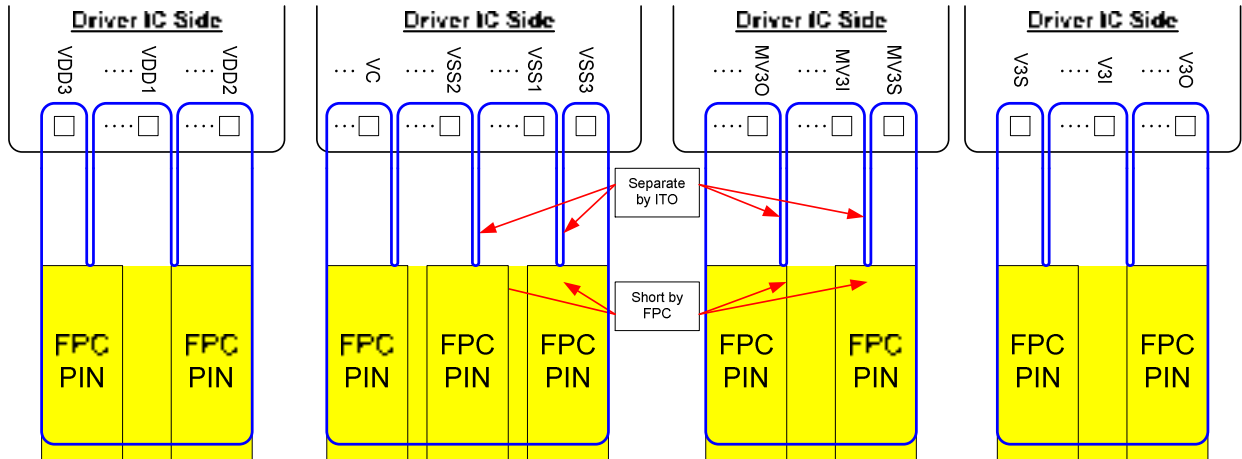 Driver IC Side
Driver IC Side
Driver IC Side
Driver IC Side
VDD3
···· VDD1
···· VDD2
··· VC
···· VSS2
···· VSS1
VSS3
···· MV3O
···· MV3I
MV3S
V3S
···· V3I
···· V3O
Separate
by ITO
Short by
FPC
FPC
PIN
FPC
PIN
FPC
PIN
FPC
PIN
FPC
PIN
FPC
PIN
FPC
PIN
FPC
PIN
FPC
PIN